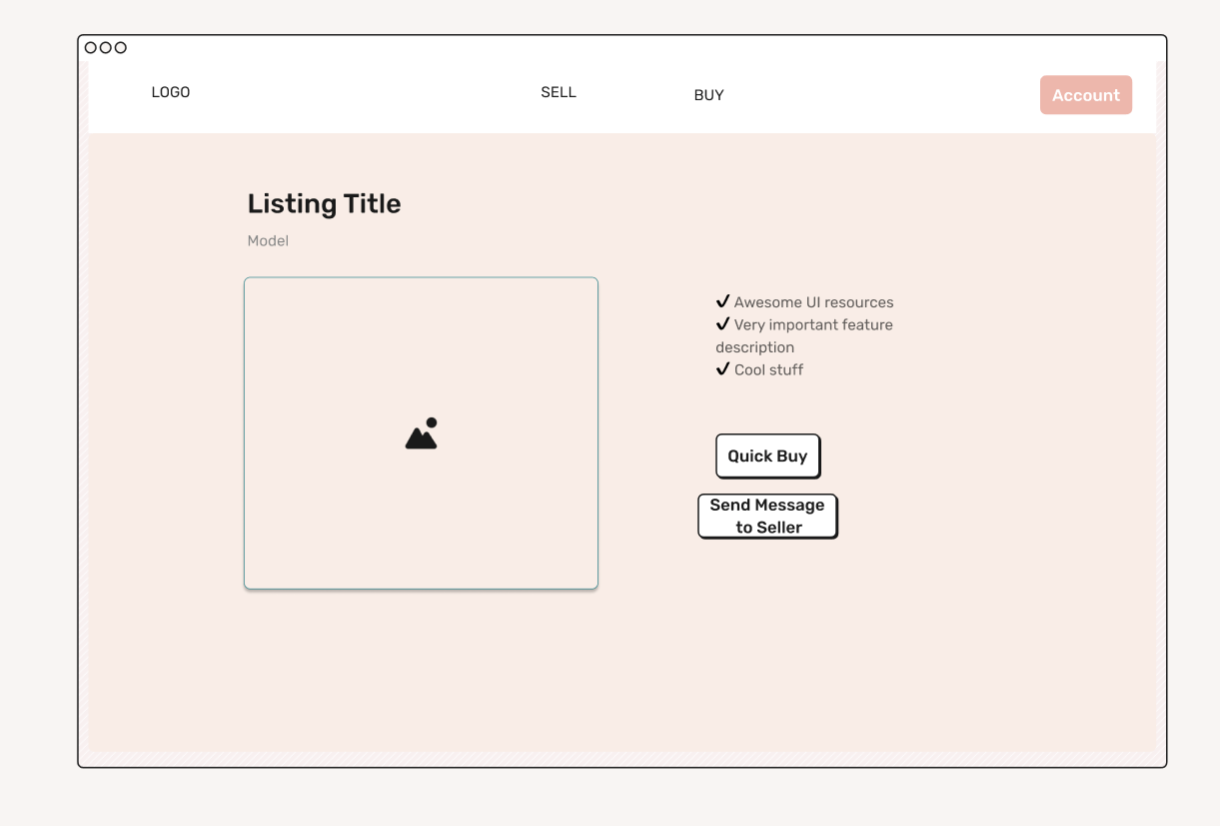 LOGO
SELL
BUY
Account
Listing Title
Model
✔ Awesome UI resources
✔ Very important feature
description
✔ Cool stuff
Quick Buy
Send Message
to Seller